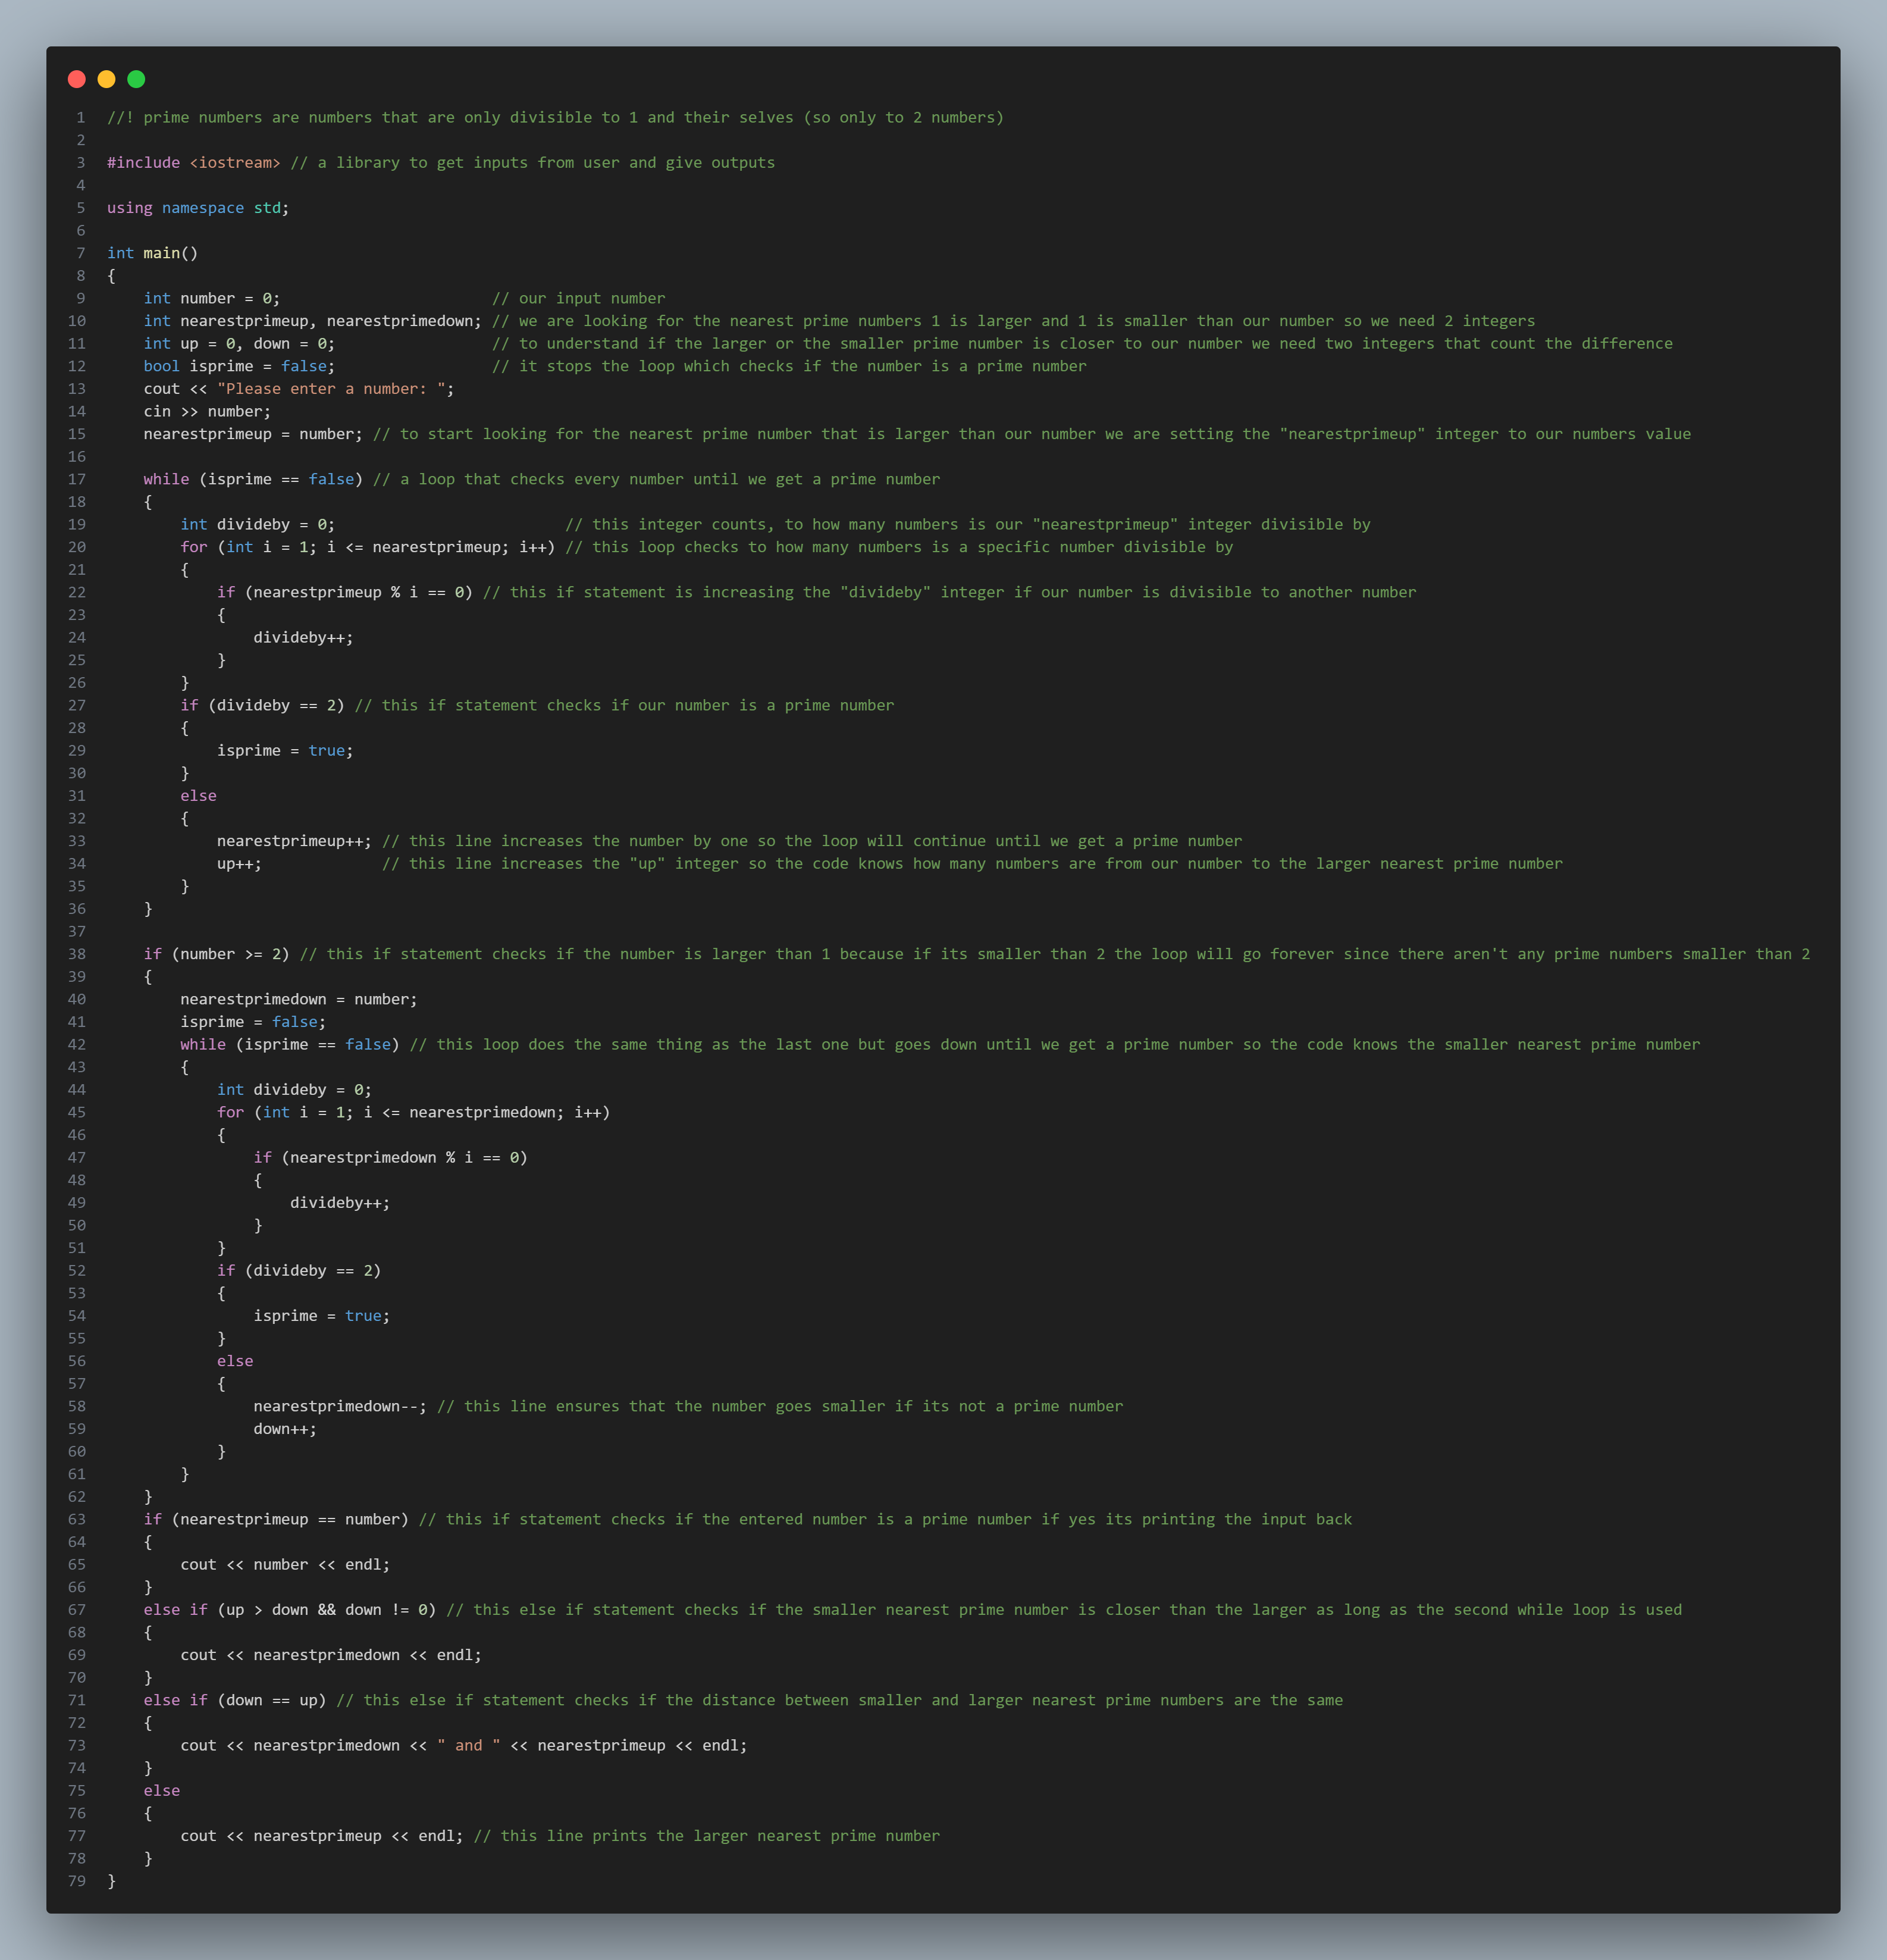 1 //! prime numbers are numbers that are only divisible to 1 and their selves (so only to 2 numbers)
2
3 #include <iostream> // a library to get inputs from user and give outputs
4
5 using namespace std;
6
7 int main()
8 {
9     int number = 0;                       // our input number
10     int nearestprimeup, nearestprimedown; // we are looking for the nearest prime numbers 1 is larger and 1 is smaller than our number so we need 2 integers
11     int up = 0, down = 0;                 // to understand if the larger or the smaller prime number is closer to our number we need two integers that count the difference
12     bool isprime = false;                 // it stops the loop which checks if the number is a prime number
13     cout << "Please enter a number: ";
14     cin >> number;
15     nearestprimeup = number; // to start looking for the nearest prime number that is larger than our number we are setting the "nearestprimeup" integer to our numbers value
16
17     while (isprime == false) // a loop that checks every number until we get a prime number
18     {
19         int divideby = 0;                         // this integer counts, to how many numbers is our "nearestprimeup" integer divisible by
20         for (int i = 1; i <= nearestprimeup; i++) // this loop checks to how many numbers is a specific number divisible by
21         {
22             if (nearestprimeup % i == 0) // this if statement is increasing the "divideby" integer if our number is divisible to another number
23             {
24                 divideby++;
25             }
26         }
27         if (divideby == 2) // this if statement checks if our number is a prime number
28         {
29             isprime = true;
30         }
31         else
32         {
33             nearestprimeup++; // this line increases the number by one so the loop will continue until we get a prime number
34             up++;             // this line increases the "up" integer so the code knows how many numbers are from our number to the larger nearest prime number
35         }
36     }
37
38     if (number >= 2) // this if statement checks if the number is larger than 1 because if its smaller than 2 the loop will go forever since there aren't any prime numbers smaller than 2
39     {
40         nearestprimedown = number;
41         isprime = false;
42         while (isprime == false) // this loop does the same thing as the last one but goes down until we get a prime number so the code knows the smaller nearest prime number
43         {
44             int divideby = 0;
45             for (int i = 1; i <= nearestprimedown; i++)
46             {
47                 if (nearestprimedown % i == 0)
48                 {
49                     divideby++;
50                 }
51             }
52             if (divideby == 2)
53             {
54                 isprime = true;
55             }
56             else
57             {
58                 nearestprimedown--; // this line ensures that the number goes smaller if its not a prime number
59                 down++;
60             }
61         }
62     }
63     if (nearestprimeup == number) // this if statement checks if the entered number is a prime number if yes its printing the input back
64     {
65         cout << number << endl;
66     }
67     else if (up > down && down != 0) // this else if statement checks if the smaller nearest prime number is closer than the larger as long as the second while loop is used
68     {
69         cout << nearestprimedown << endl;
70     }
71     else if (down == up) // this else if statement checks if the distance between smaller and larger nearest prime numbers are the same
72     {
73         cout << nearestprimedown << " and " << nearestprimeup << endl;
74     }
75     else
76     {
77         cout << nearestprimeup << endl; // this line prints the larger nearest prime number
78     }
79 }